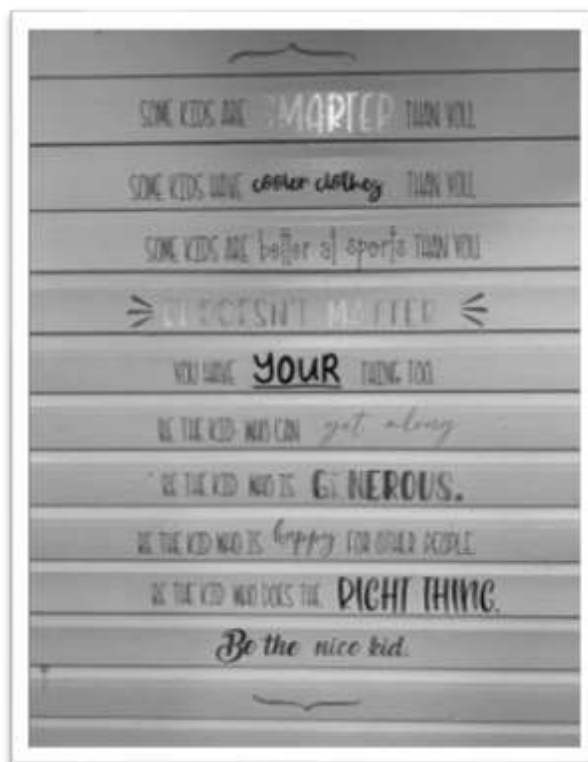 SOME KIDS ARE SMARTER THAN YOU.
SOME KIDS HAVE cooler clothes THAN YOU.
SOME KIDS ARE better at sports THAN YOU.
IT DOESN'T MATTER
YOU HAVE YOUR THING TOO.
BE THE KID WHO CAN get along
BE THE KID WHO IS GENEROUS.
BE THE KID WHO IS happy FOR OTHER PEOPLE.
BE THE KID WHO DOES THE RIGHT THING.
Be the nice kid.